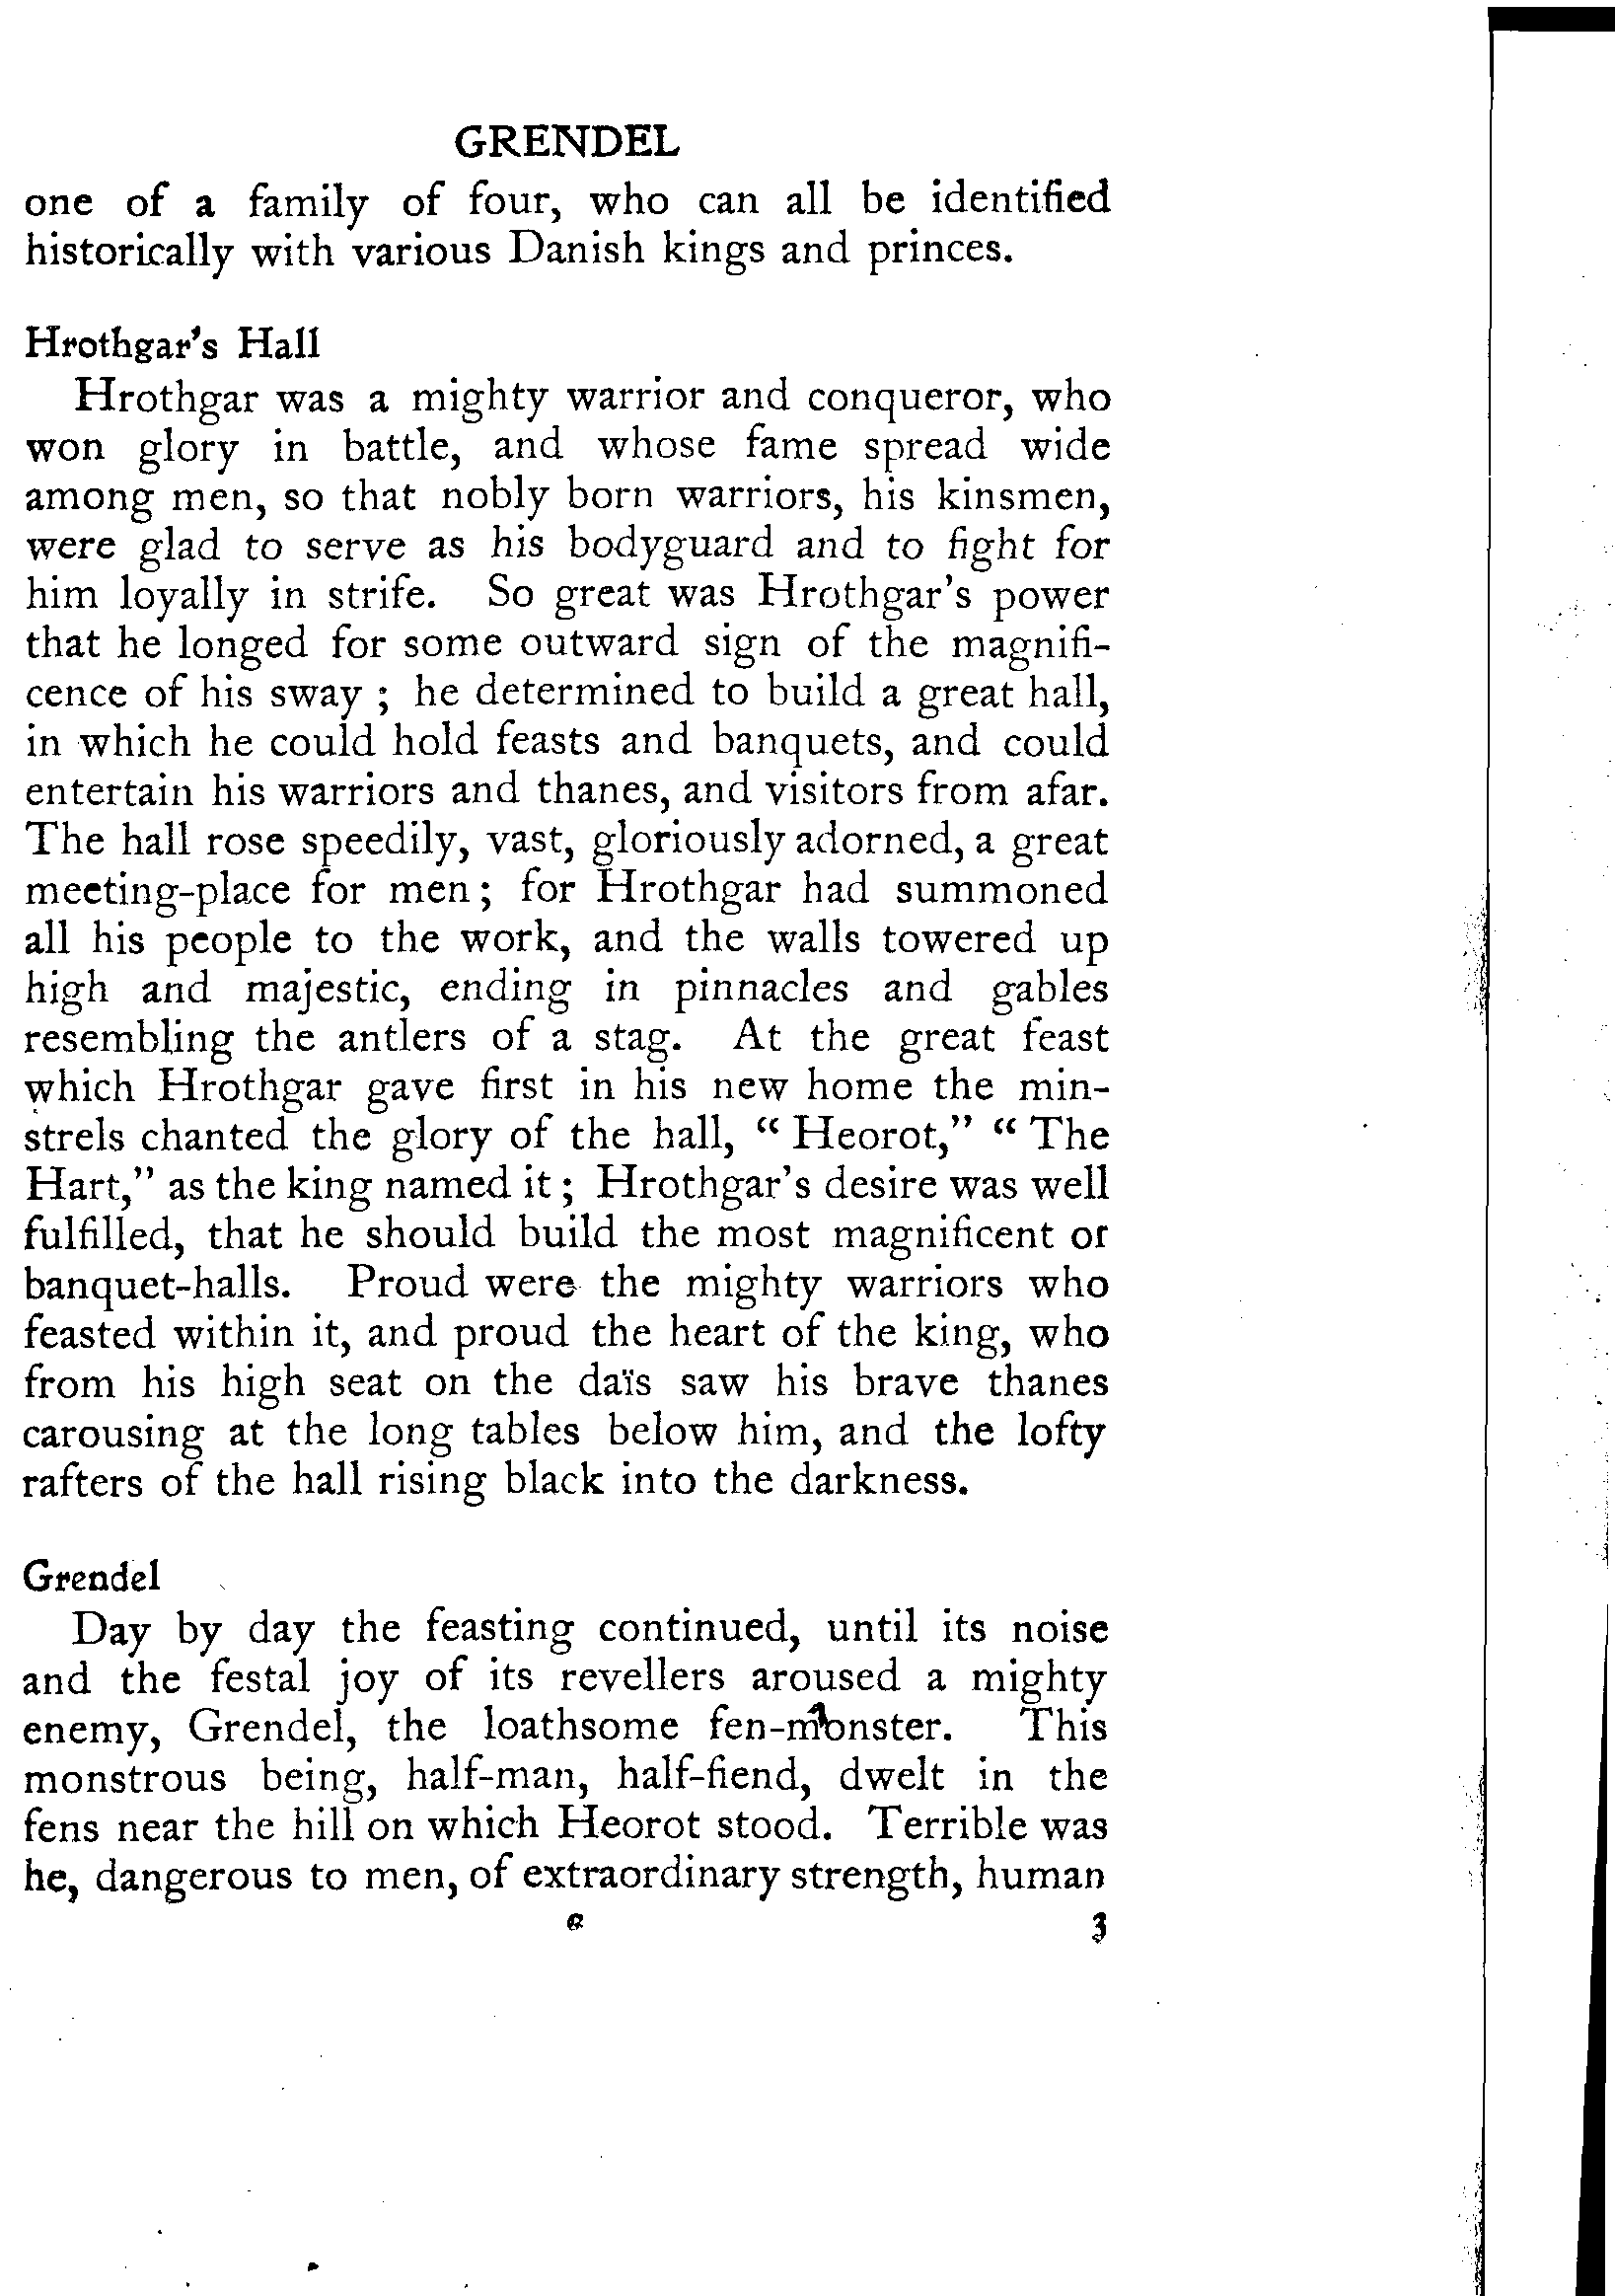 GRENDEL
one of a family of four, who can all be identified
historically with various Danish kings and princes.
Hrothgar's Hall
Hrothgar was a mighty warrior and conqueror, who
won glory in battle, and whose fame spread wide
among men, so that nobly born warriors, his kinsmen,
were glad to serve as his bodyguard and to fight for
him loyally in strife. So great was Hrothgar's power
that he longed for some outward sign of the magnifi-
cence of his sway ; he determined to build a great hall,
in which he could hold feasts and banquets, and could
entertain his warriors and thanes, and visitors from afar.
The hall rose speedily, vast, gloriously adorned, a great
meeting-place for men ; for Hrothgar had summoned
all his people to the work, and the walls towered up
high and majestic, ending in pinnacles and gables
resembling the antlers of a stag. At the great feast
which Hrothgar gave first in his new home the min-
strels chanted the glory of the hall, “ Heorot,” “ The
Hart,” as the king named it ; Hrothgar's desire was well
fulfilled, that he should build the most magnificent of
banquet-halls. Proud were the mighty warriors who
feasted within it, and proud the heart of the king, who
from his high seat on the daïs saw his brave thanes
carousing at the long tables below him, and the lofty
rafters of the hall rising black into the darkness.
Grendel
Day by day the feasting continued, until its noise
and the festal joy of its revellers aroused a mighty
enemy, Grendel, the loathsome fen-monster. This
monstrous being, half-man, half-fiend, dwelt in the
fens near the hill on which Heorot stood. Terrible was
he, dangerous to men, of extraordinary strength, human
3